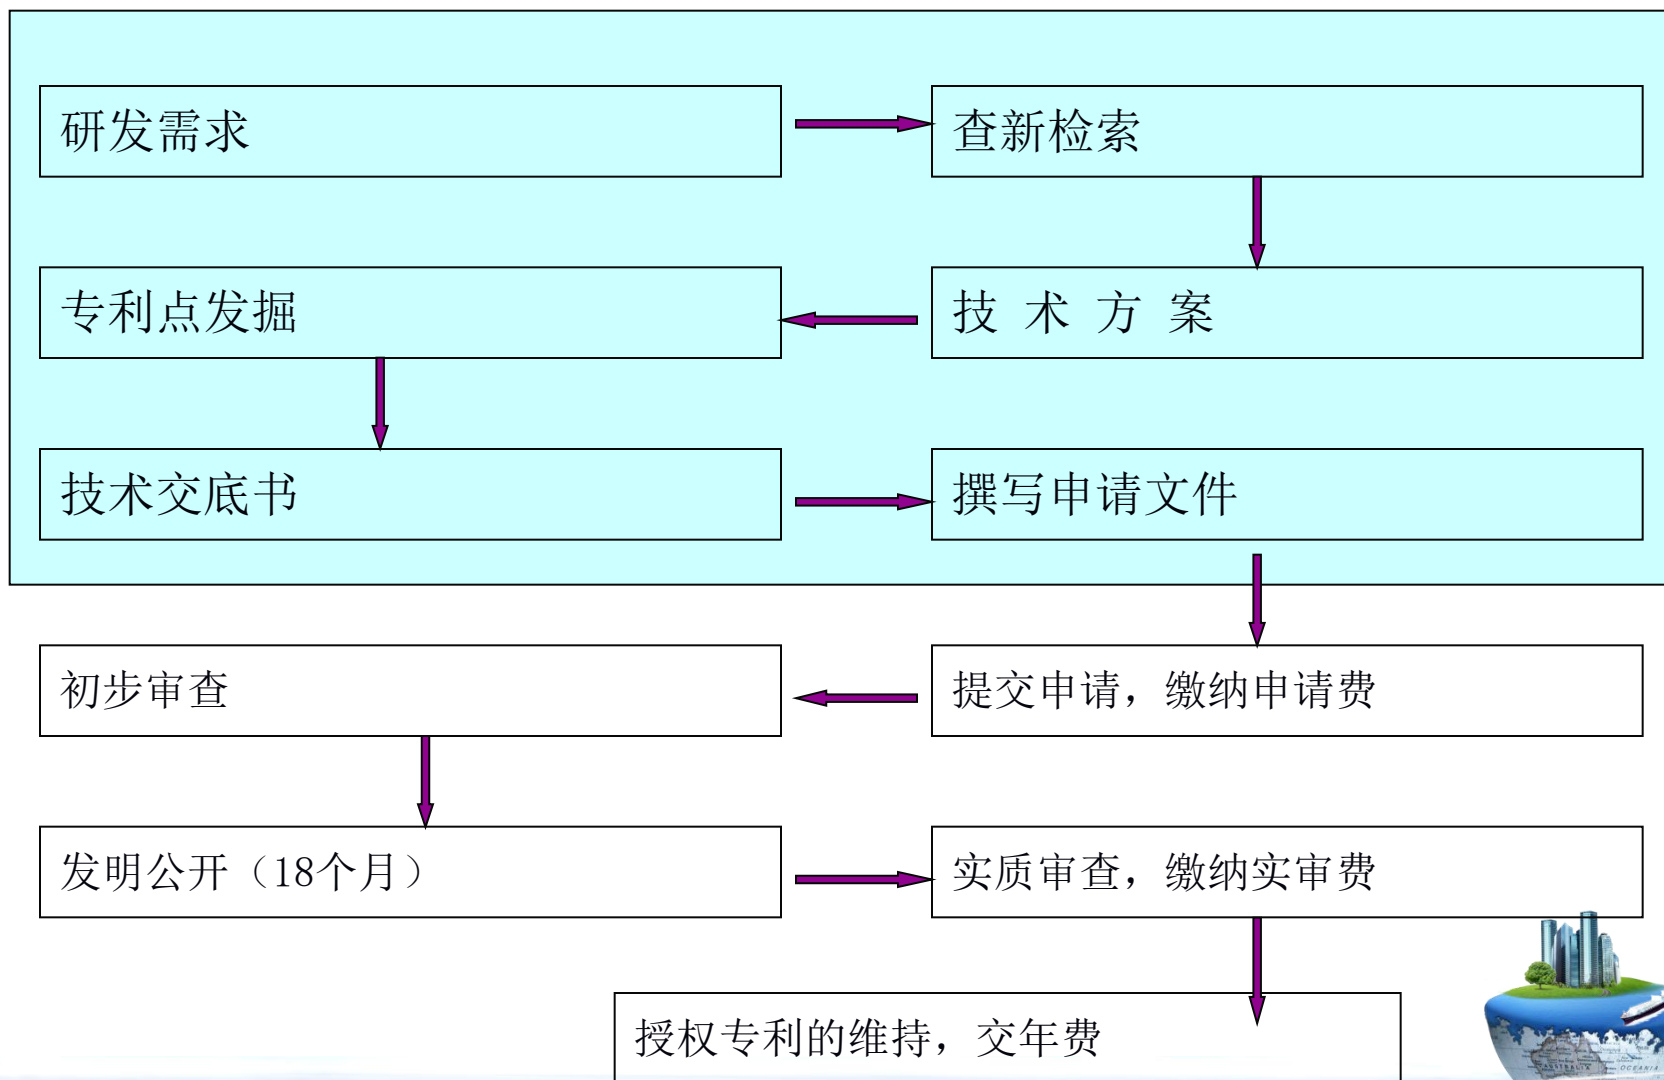 研发需求
查新检索
专利点发掘
技 术 方 案
技术交底书
撰写申请文件
初步审查
提交申请，缴纳申请费
发明公开（18个月）
实质审查，缴纳实审费
授权专利的维持，交年费
AUSTRALIA
OCEANIA